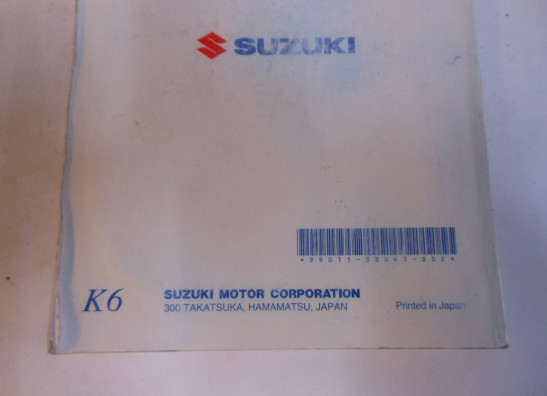 SUZUKI
K6
SUZUKI MOTOR CORPORATION
300 TAKATSUKA, HAMAMATSU, JAPAN
Printed in Japan